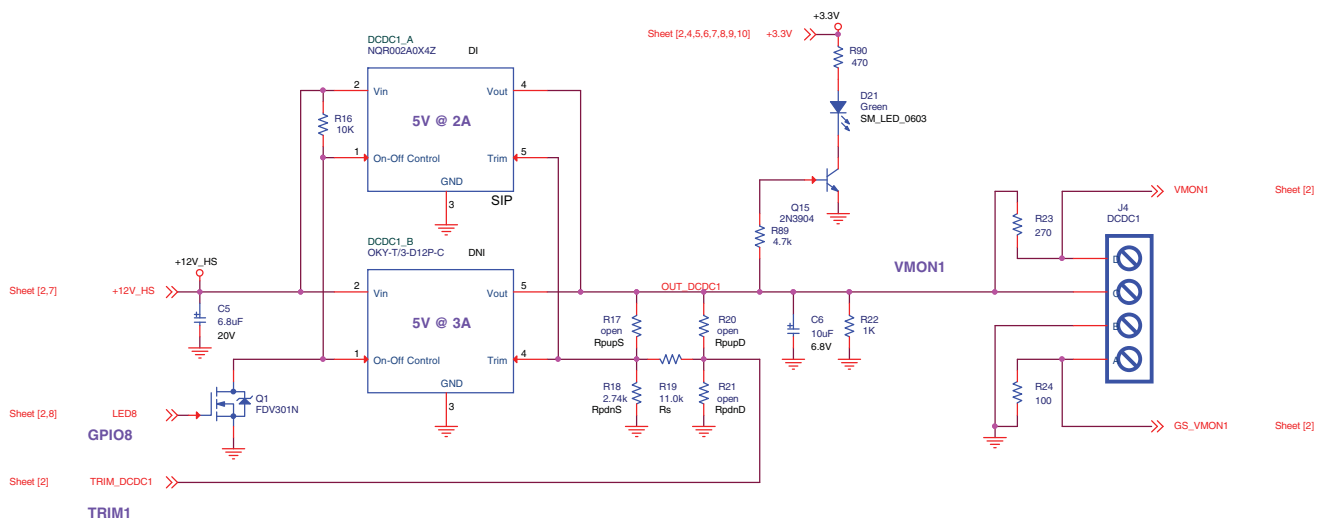 DCDC1_A
NQR002A0X4Z DI
2 Vin Vout 4
5V @ 2A
R16
10K
1 On-Off Control Trim 5
GND
3
SIP
Sheet [2,4,5,6,7,8,9,10] +3.3V
+3.3V
R90
470
D21
Green
SM_LED_0603
Q15
2N3904
R89
4.7k
DCDC1_B
OKY-T/3-D12P-C DNI
2 Vin Vout 5
5V @ 3A
1 On-Off Control Trim 4
GND
3
+12V_HS
Sheet [2,7] +12V_HS
C5
6.8uF
20V
Q1
FDV301N
Sheet [2,8] LED8
GPIO8
Sheet [2] TRIM_DCDC1
TRIM1
OUT_DCDC1
R17
open
RpupS
R20
open
RpupD
R18
2.74k
RpdnS
R19
11.0k
Rs
R21
open
RpdnD
C6
10uF
6.8V
R22
1K
VMON1
R23
270
VMON1 Sheet [2]
J4
DCDC1
D
C
B
A
R24
100
GS_VMON1 Sheet [2]